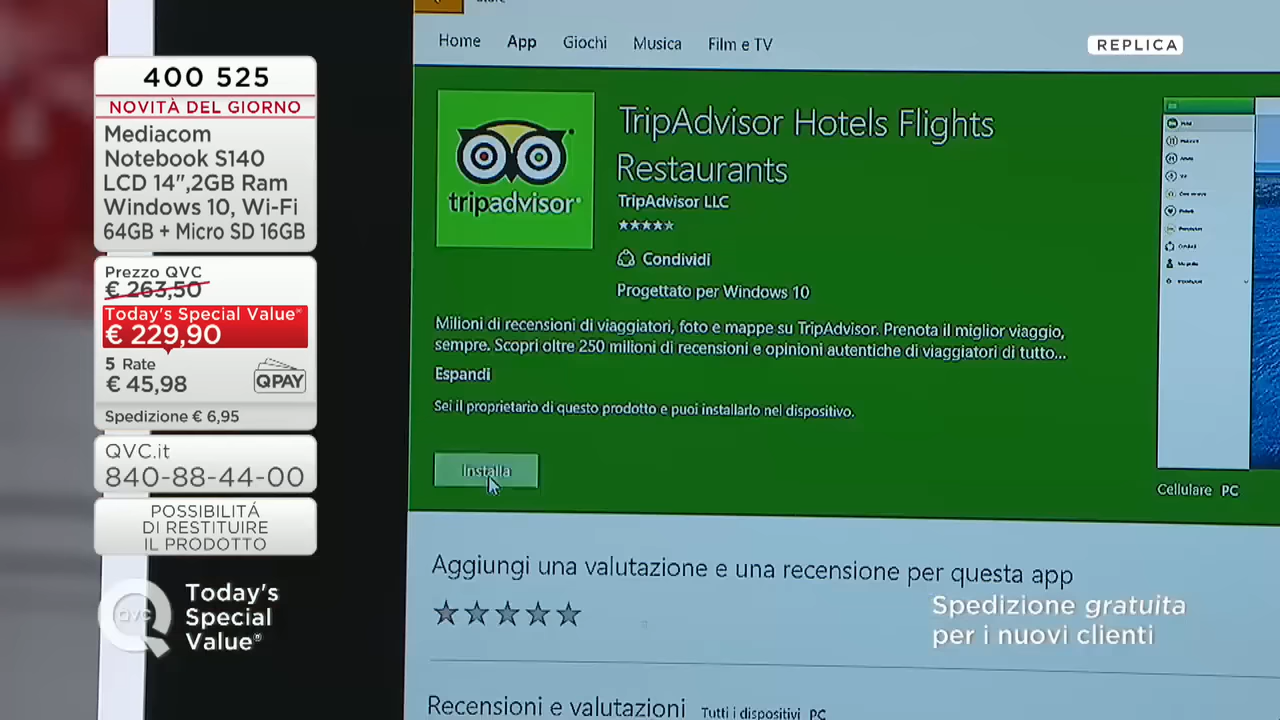 400 525
NOVITÀ DEL GIORNO
Mediacom
Notebook S140
LCD 14",2GB Ram
Windows 10, Wi-Fi
64GB + Micro SD 16GB
Prezzo QVC
€ 263,50
Today's Special Value®
€ 229,90
5 Rate
€ 45,98
QPAY
Spedizione € 6,95
QVC.it
840-88-44-00
POSSIBILITÁ
DI RESTITUIRE
IL PRODOTTO
QVC
Today's
Special
Value®
Home App Giochi Musica Film e TV
REPLICA
tripadvisor®
TripAdvisor Hotels Flights
Restaurants
TripAdvisor LLC
Condividi
Progettato per Windows 10
Milioni di recensioni di viaggiatori, foto e mappe su TripAdvisor. Prenota il miglior viaggio,
sempre. Scopri oltre 250 milioni di recensioni e opinioni autentiche di viaggiatori di tutto...
Espandi
Sei il proprietario di questo prodotto e puoi installarlo nel dispositivo.
Installa
Cellulare PC
Aggiungi una valutazione e una recensione per questa app
Spedizione gratuita
per i nuovi clienti
Recensioni e valutazioni Tutti i dispositivi PC